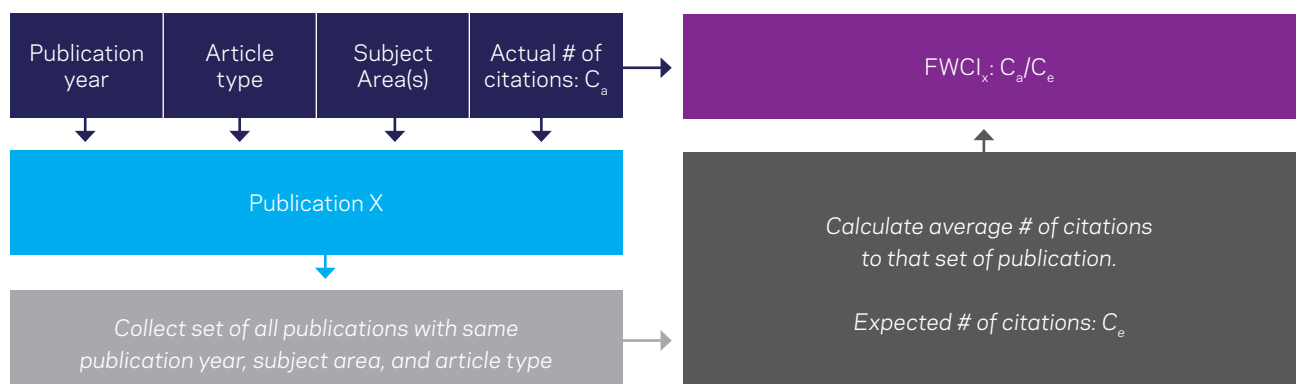 Publication
year
Article
type
Subject
Area(s)
Actual # of
citations: Cₐ
FWCIₓ: Cₐ/Cₑ
Publication X
Calculate average # of citations
to that set of publication.
Expected # of citations: Cₑ
Collect set of all publications with same
publication year, subject area, and article type